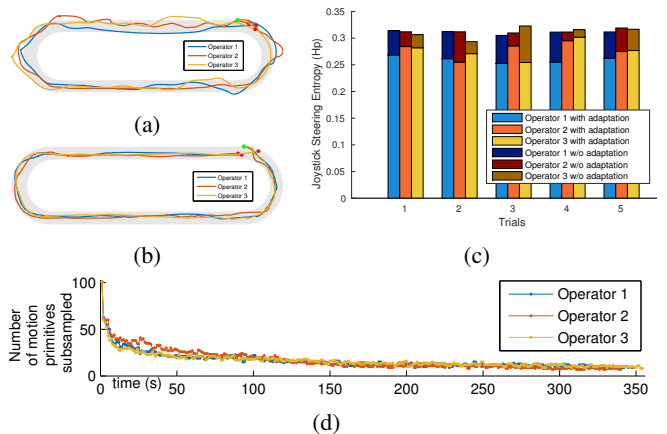 Operator 1
Operator 2
Operator 3
(a)
Operator 1
Operator 2
Operator 3
(b)
Joystick Steering Entropy (Hp)
0.35
0.3
0.25
0.2
0.15
0.1
0.05
0
1 2 3 4 5
Trials
Operator 1 with adaptation
Operator 2 with adaptation
Operator 3 with adaptation
Operator 1 w/o adaptation
Operator 2 w/o adaptation
Operator 3 w/o adaptation
(c)
Number
of motion
primitives
subsampled
100
50
0
0 50 100 150 200 250 300 350
time (s)
Operator 1
Operator 2
Operator 3
(d)